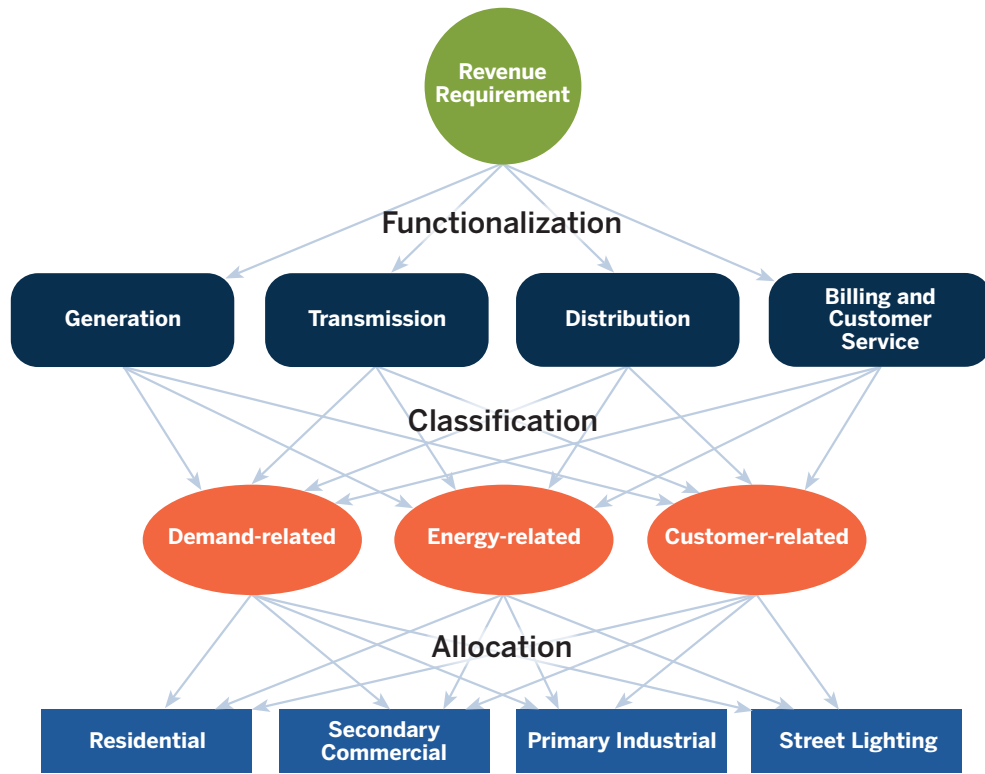 Revenue
Requirement
Functionalization
Generation
Transmission
Distribution
Billing and
Customer
Service
Classification
Demand-related
Energy-related
Customer-related
Allocation
Residential
Secondary
Commercial
Primary Industrial
Street Lighting